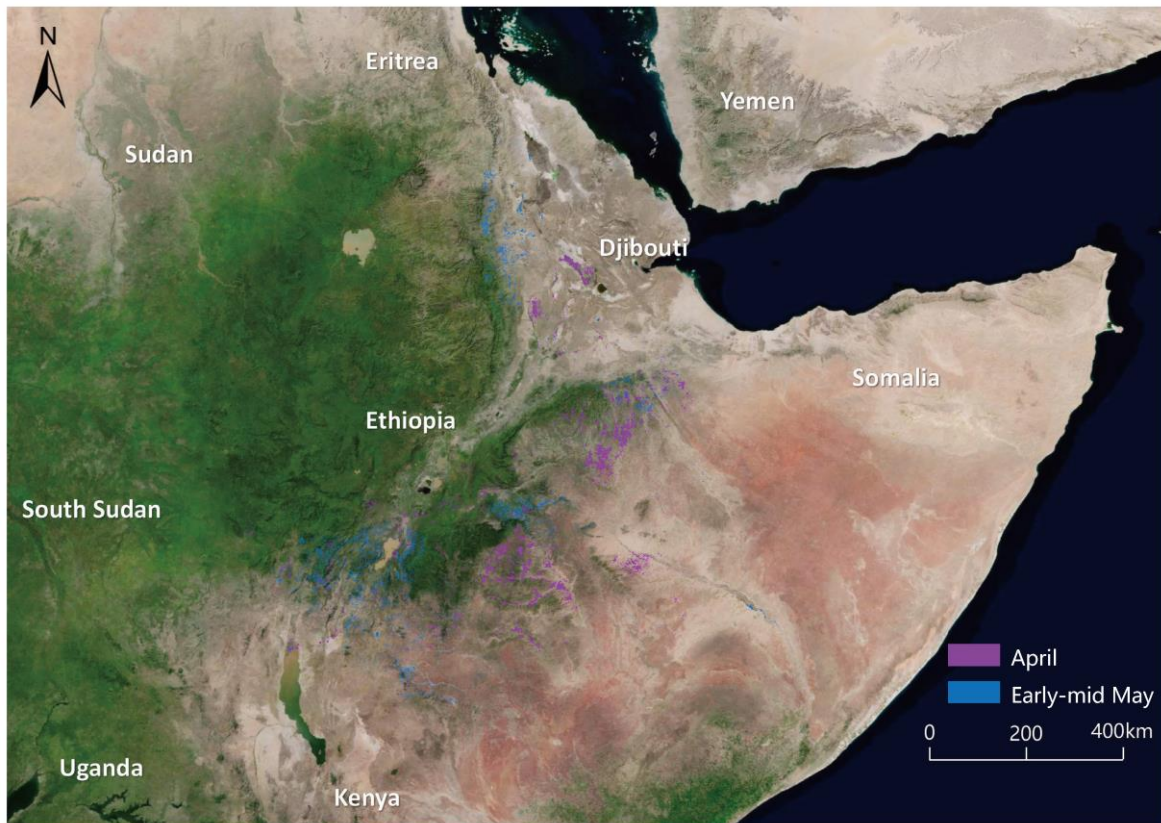 N
Eritrea
Yemen
Sudan
Djibouti
Somalia
Ethiopia
South Sudan
April
Early-mid May
0 200 400km
Uganda
Kenya